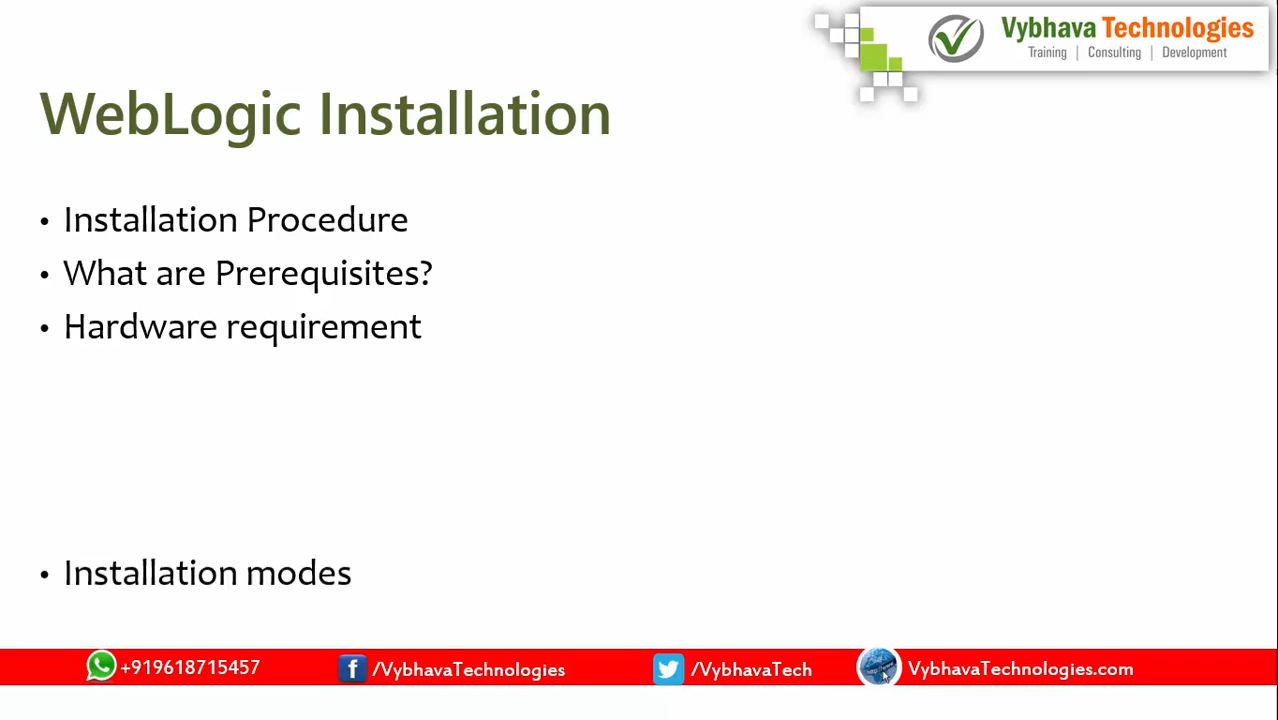 Vybhava Technologies
Training | Consulting | Development
WebLogic Installation
• Installation Procedure
• What are Prerequisites?
• Hardware requirement
• Installation modes
+919618715457 /VybhavaTechnologies /VybhavaTech VybhavaTechnologies.com